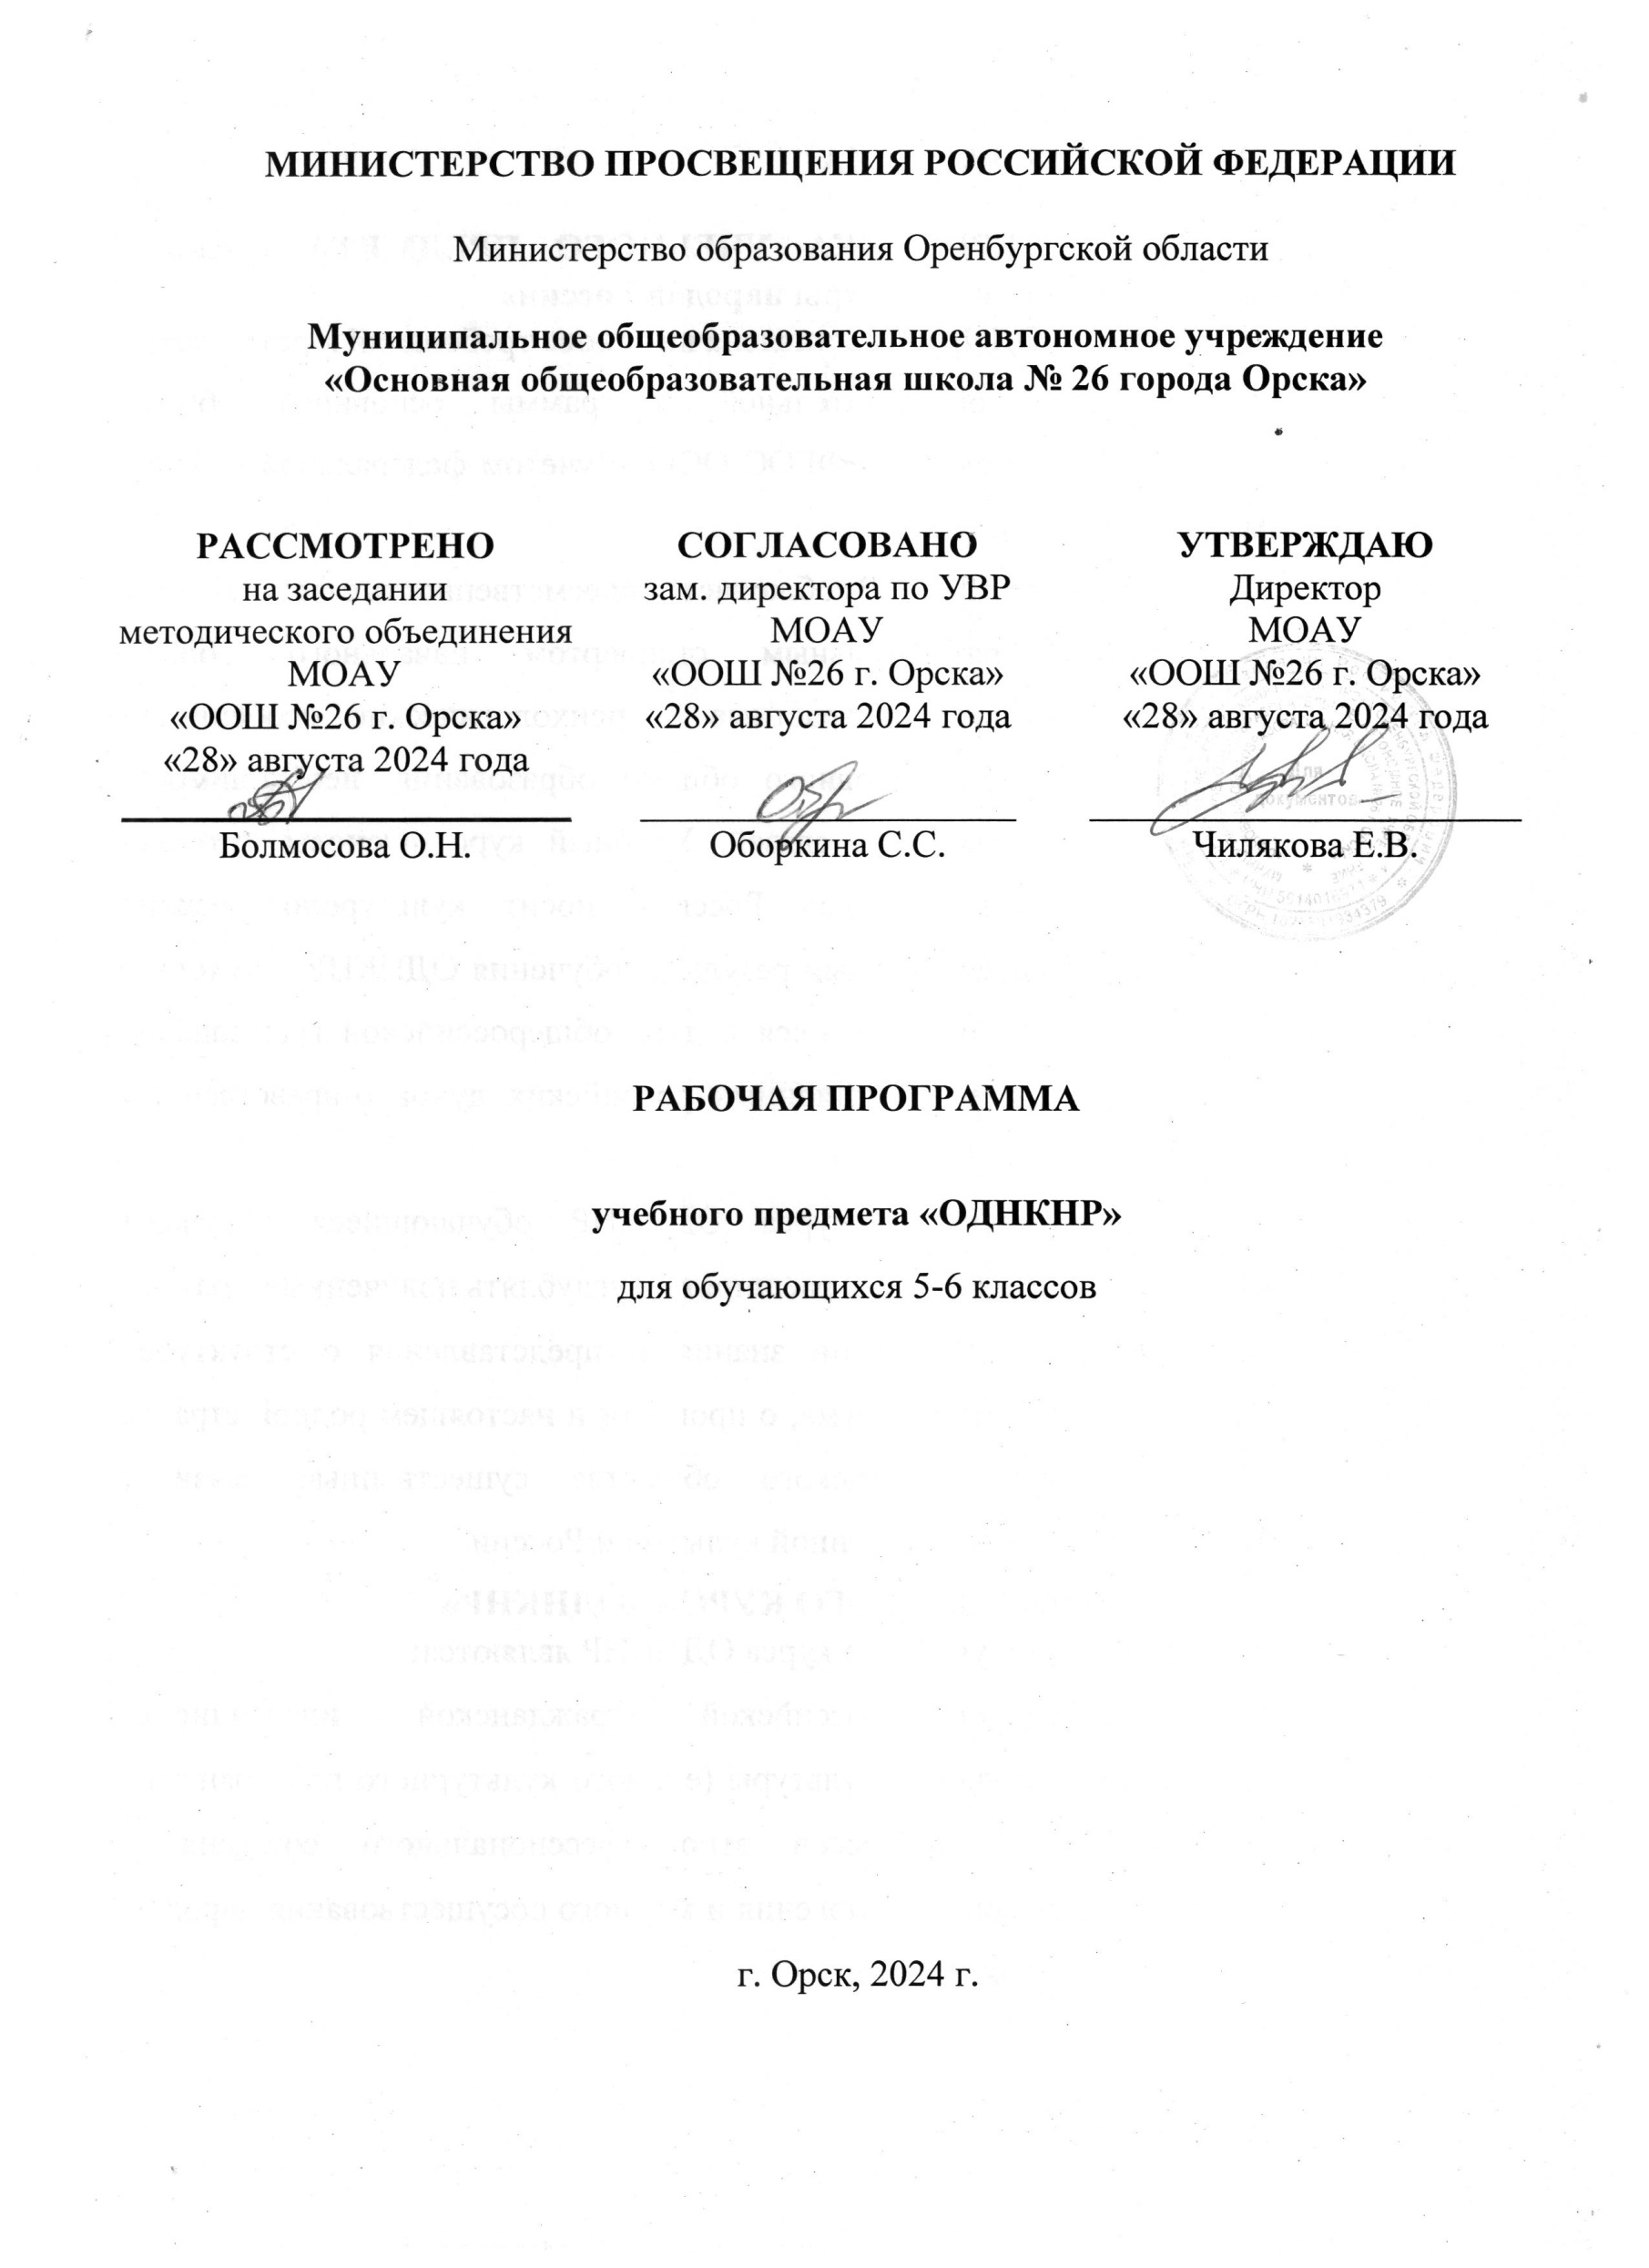 МИНИСТЕРСТВО ПРОСВЕЩЕНИЯ РОССИЙСКОЙ ФЕДЕРАЦИИ
Министерство образования Оренбургской области
Муниципальное общеобразовательное автономное учреждение
«Основная общеобразовательная школа № 26 города Орска»
РАССМОТРЕНО
на заседании
методического объединения
МОАУ
«ООШ №26 г. Орска»
«28» августа 2024 года
Болмосова О.Н.
СОГЛАСОВАНО
зам. директора по УВР
МОАУ
«ООШ №26 г. Орска»
«28» августа 2024 года
Оборкина С.С.
УТВЕРЖДАЮ
Директор
МОАУ
«ООШ №26 г. Орска»
«28» августа 2024 года
Для
документов
Чилякова Е.В.
РАБОЧАЯ ПРОГРАММА
учебного предмета «ОДНКНР»
для обучающихся 5-6 классов
г. Орск, 2024 г.